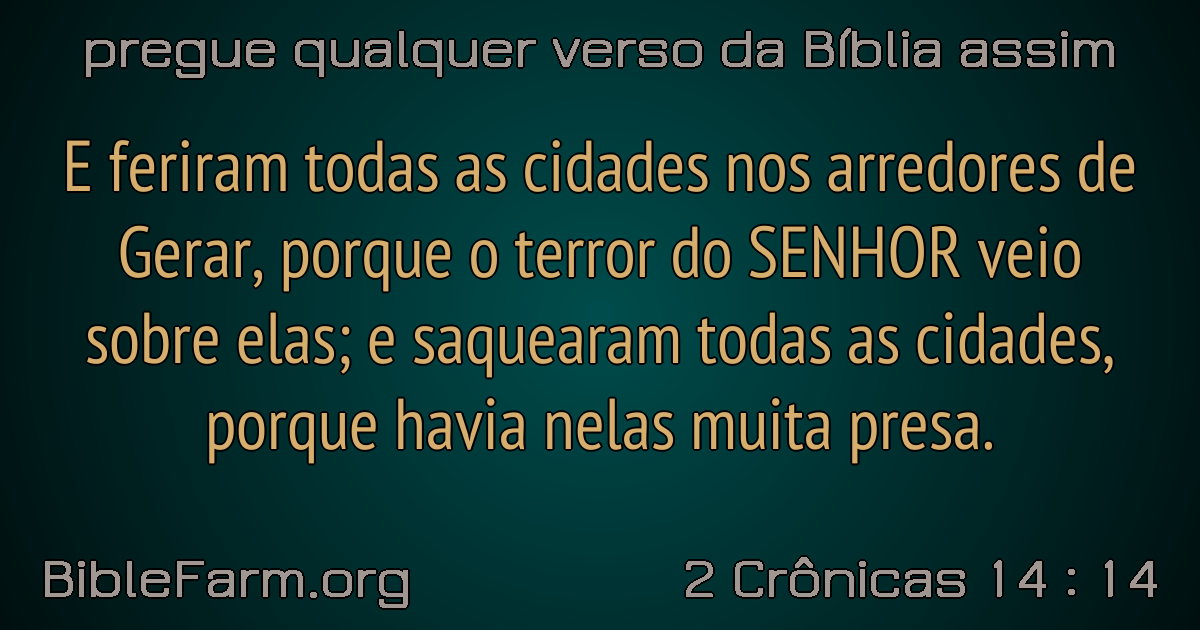 pregue qualquer verso da Bíblia assim
E feriram todas as cidades nos arredores de
Gerar, porque o terror do SENHOR veio
sobre elas; e saquearam todas as cidades,
porque havia nelas muita presa.
BibleFarm.org
2 Crônicas 14 : 14